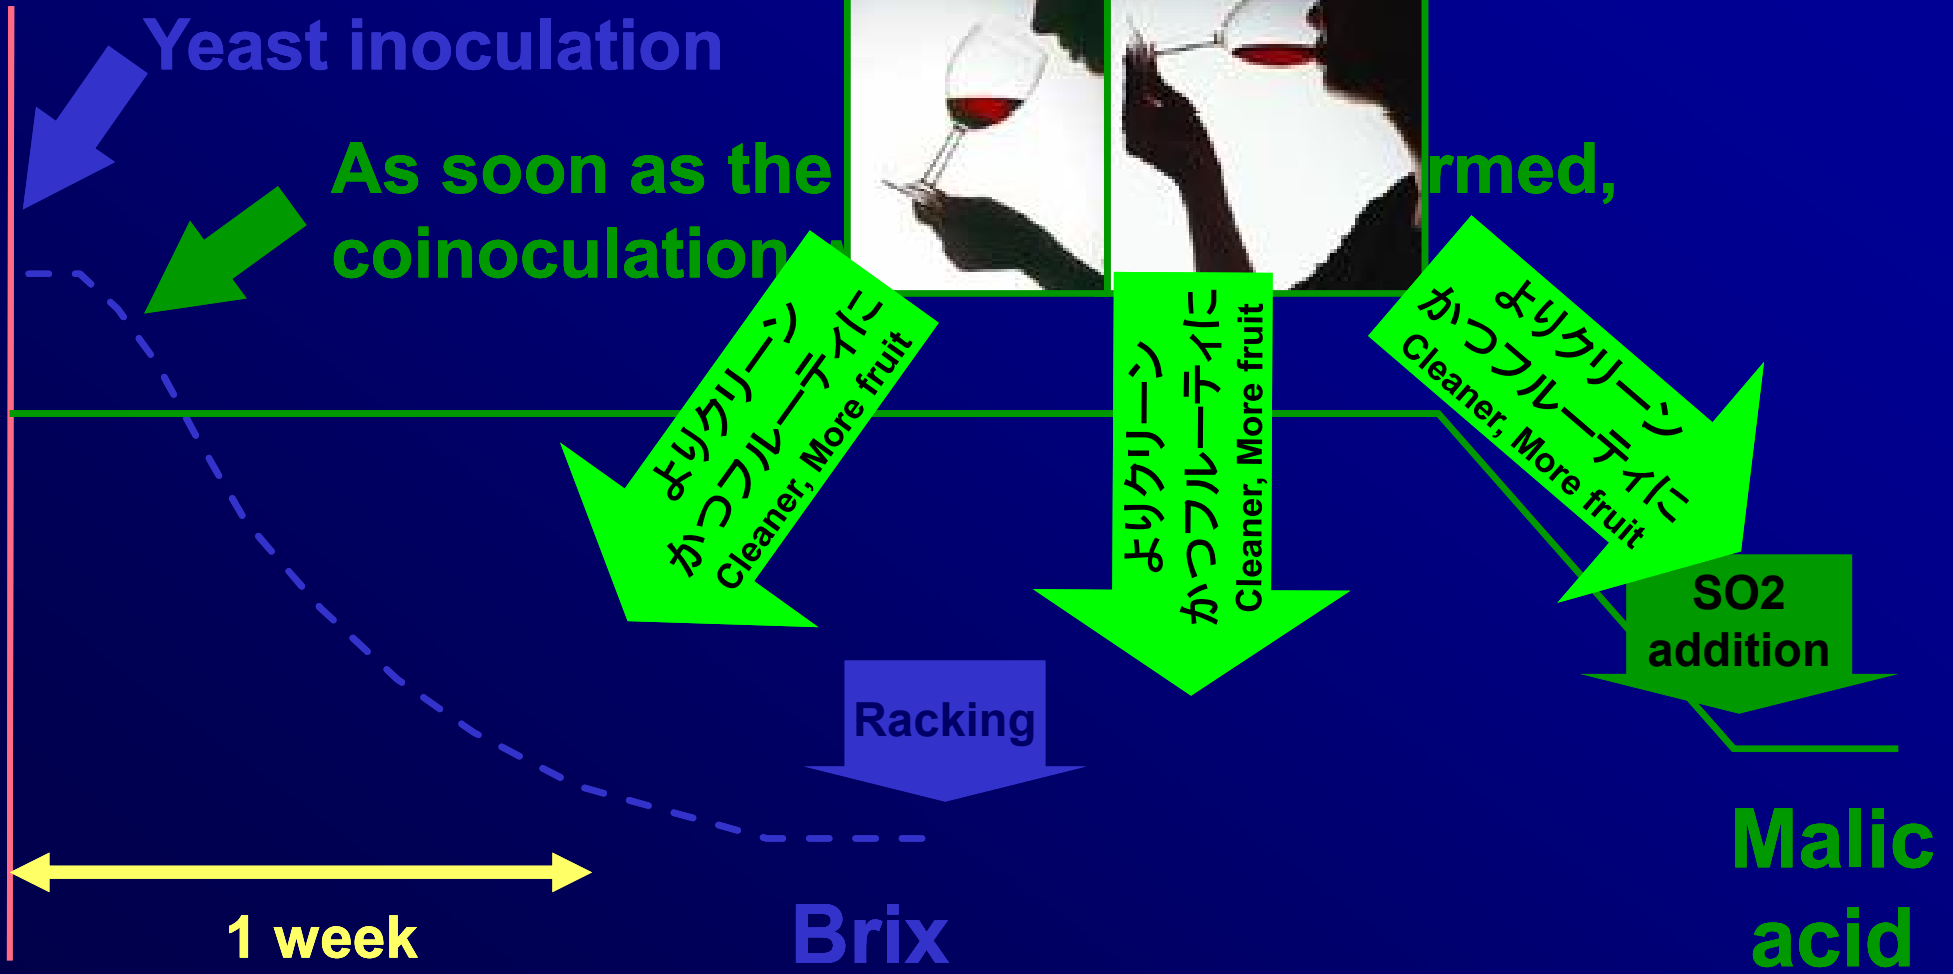 Yeast inoculation
As soon as the rmed,
coinoculation
よりクリーン
かつフルーティに
Cleaner, More fruit
よりクリーン
かつフルーティに
Cleaner, More fruit
よりクリーン
かつフルーティに
Cleaner, More fruit
SO2
addition
Racking
Malic
acid
1 week
Brix